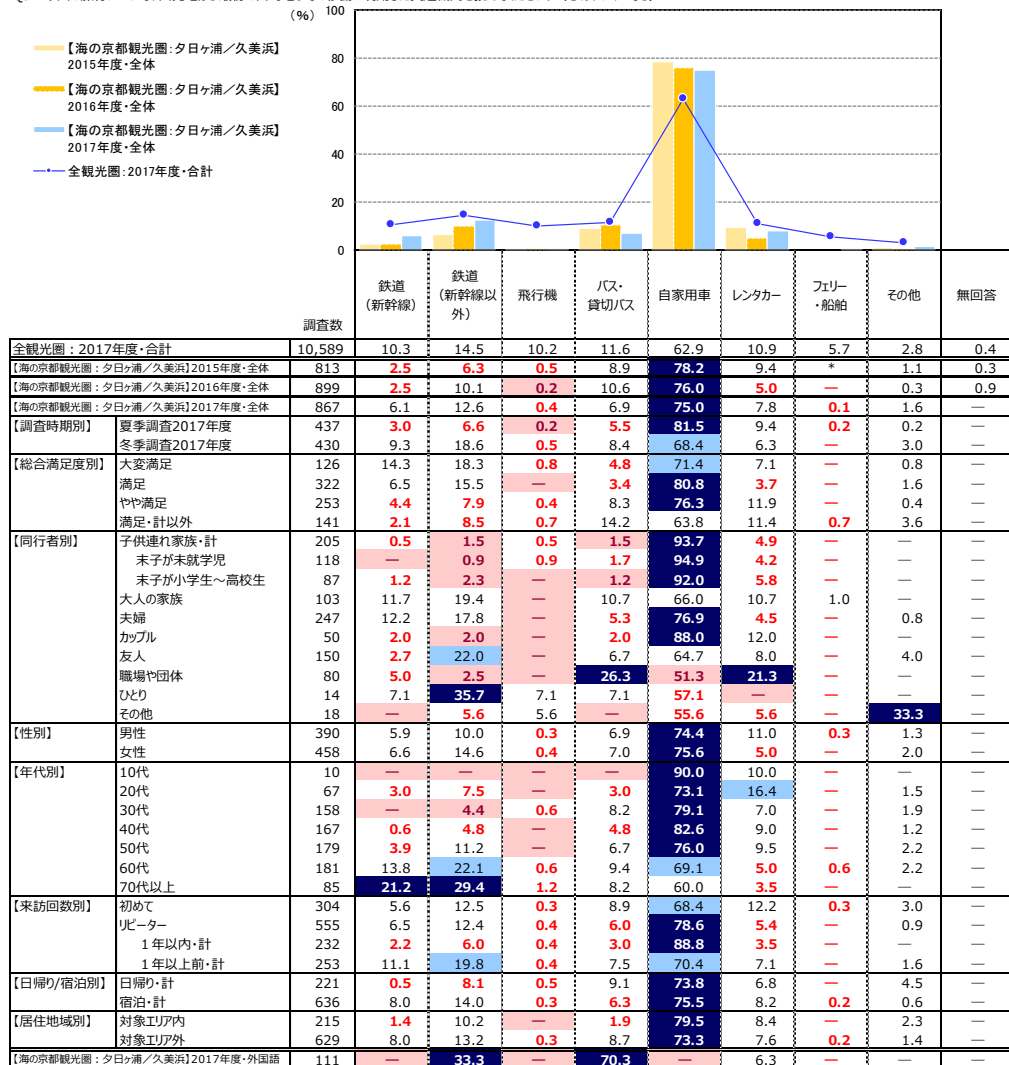 (%)
100
80
60
40
20
0
【海の京都観光圏:夕日ヶ浦/久美浜】
2015年度・全体
【海の京都観光圏:夕日ヶ浦/久美浜】
2016年度・全体
【海の京都観光圏:夕日ヶ浦/久美浜】
2017年度・全体
全観光圏:2017年度・合計
調査数 鉄道(新幹線) 鉄道(新幹線以外) 飛行機 バス・貸切バス 自家用車 レンタカー フェリー・船舶 その他 無回答
全観光圏:2017年度・合計 10,589 10.3 14.5 10.2 11.6 62.9 10.9 5.7 2.8 0.4
【海の京都観光圏:夕日ヶ浦/久美浜】2015年度・全体 813 2.5 6.3 0.5 8.9 78.2 9.4 * 1.1 0.3
【海の京都観光圏:夕日ヶ浦/久美浜】2016年度・全体 899 2.5 10.1 0.2 10.6 76.0 5.0 — 0.3 0.9
【海の京都観光圏:夕日ヶ浦/久美浜】2017年度・全体 867 6.1 12.6 0.4 6.9 75.0 7.8 0.1 1.6 —
【調査時期別】 夏季調査2017年度 437 3.0 6.6 0.2 5.5 81.5 9.4 0.2 0.2 —
冬季調査2017年度 430 9.3 18.6 0.5 8.4 68.4 6.3 — 3.0 —
【総合満足度別】 大変満足 126 14.3 18.3 0.8 4.8 71.4 7.1 — 0.8 —
満足 322 6.5 15.5 — 3.4 80.8 3.7 — 1.6 —
やや満足 253 4.4 7.9 0.4 8.3 76.3 11.9 — 0.4 —
満足・計以外 141 2.1 8.5 0.7 14.2 63.8 11.4 0.7 3.6 —
【同行者別】 子供連れ家族・計 205 0.5 1.5 0.5 1.5 93.7 4.9 — — —
末子が未就学児 118 — 0.9 0.9 1.7 94.9 4.2 — — —
末子が小学生～高校生 87 1.2 2.3 — 1.2 92.0 5.8 — — —
大人の家族 103 11.7 19.4 — 10.7 66.0 10.7 1.0 — —
夫婦 247 12.2 17.8 — 5.3 76.9 4.5 — 0.8 —
カップル 50 2.0 2.0 — 2.0 88.0 12.0 — — —
友人 150 2.7 22.0 — 6.7 64.7 8.0 — 4.0 —
職場や団体 80 5.0 2.5 — 26.3 51.3 21.3 — — —
ひとり 14 7.1 35.7 7.1 7.1 57.1 — — — —
その他 18 — 5.6 5.6 — 55.6 5.6 — 33.3 —
【性別】 男性 390 5.9 10.0 0.3 6.9 74.4 11.0 0.3 1.3 —
女性 458 6.6 14.6 0.4 7.0 75.6 5.0 — 2.0 —
【年代別】 10代 10 — — — — 90.0 10.0 — — —
20代 67 3.0 7.5 — 3.0 73.1 16.4 — 1.5 —
30代 158 — 4.4 0.6 8.2 79.1 7.0 — 1.9 —
40代 167 0.6 4.8 — 4.8 82.6 9.0 — 1.2 —
50代 179 3.9 11.2 — 6.7 76.0 9.5 — 2.2 —
60代 181 13.8 22.1 0.6 9.4 69.1 5.0 0.6 2.2 —
70代以上 85 21.2 29.4 1.2 8.2 60.0 3.5 — — —
【来訪回数別】 初めて 304 5.6 12.5 0.3 8.9 68.4 12.2 0.3 3.0 —
リピーター 555 6.5 12.4 0.4 6.0 78.6 5.4 — 0.9 —
1年以内・計 232 2.2 6.0 0.4 3.0 88.8 3.5 — — —
1年以上前・計 253 11.1 19.8 0.4 7.5 70.4 7.1 — 1.6 —
【日帰り/宿泊別】 日帰り・計 221 0.5 8.1 0.5 9.1 73.8 6.8 — 4.5 —
宿泊・計 636 8.0 14.0 0.3 6.3 75.5 8.2 0.2 0.6 —
【居住地域別】 対象エリア内 215 1.4 10.2 — 1.9 79.5 8.4 — 2.3 —
対象エリア外 629 8.0 13.2 0.3 8.7 73.3 7.6 0.2 1.4 —
【海の京都観光圏:夕日ヶ浦/久美浜】2017年度・外国語 111 — 33.3 — 70.3 — 6.3 — — —